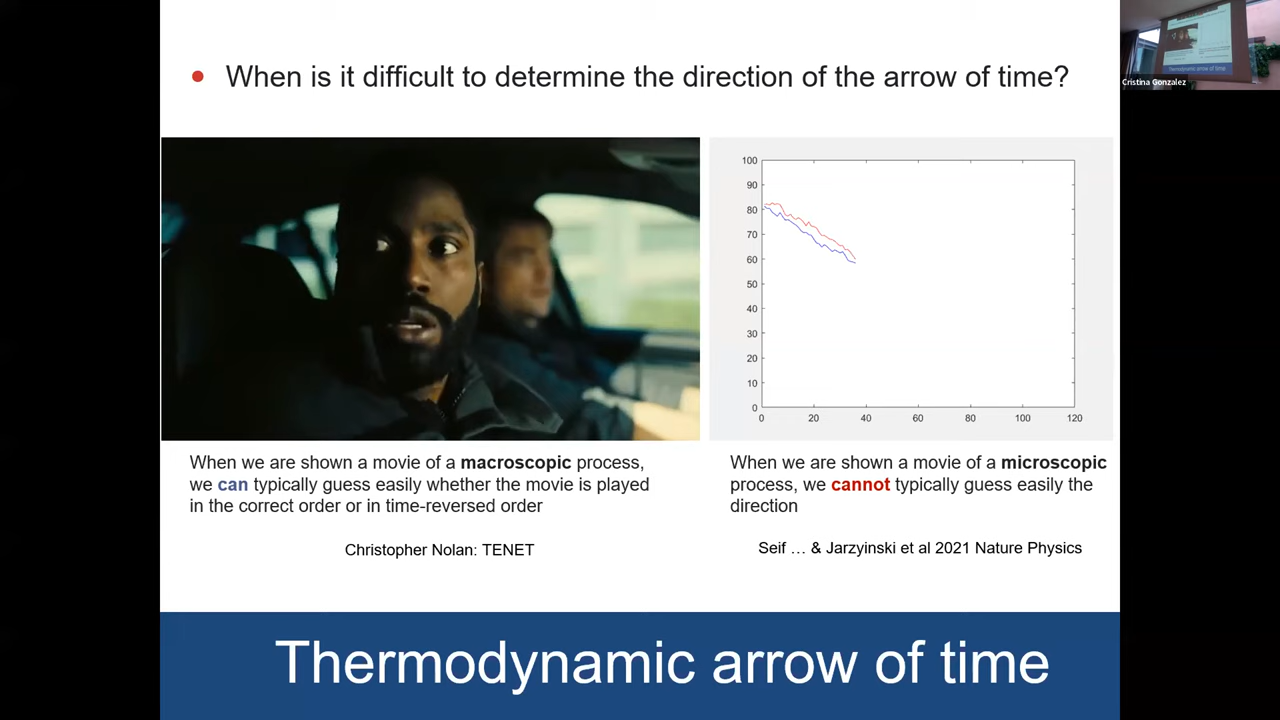 When is it difficult to determine the direction of the arrow of time?
Cristina Gonzalez
100
90
80
70
60
50
40
30
20
10
0
0 20 40 60 80 100 120
When we are shown a movie of a macroscopic process,
we can typically guess easily whether the movie is played
in the correct order or in time-reversed order
Christopher Nolan: TENET
When we are shown a movie of a microscopic
process, we cannot typically guess easily the
direction
Seif … & Jarzyinski et al 2021 Nature Physics
Thermodynamic arrow of time